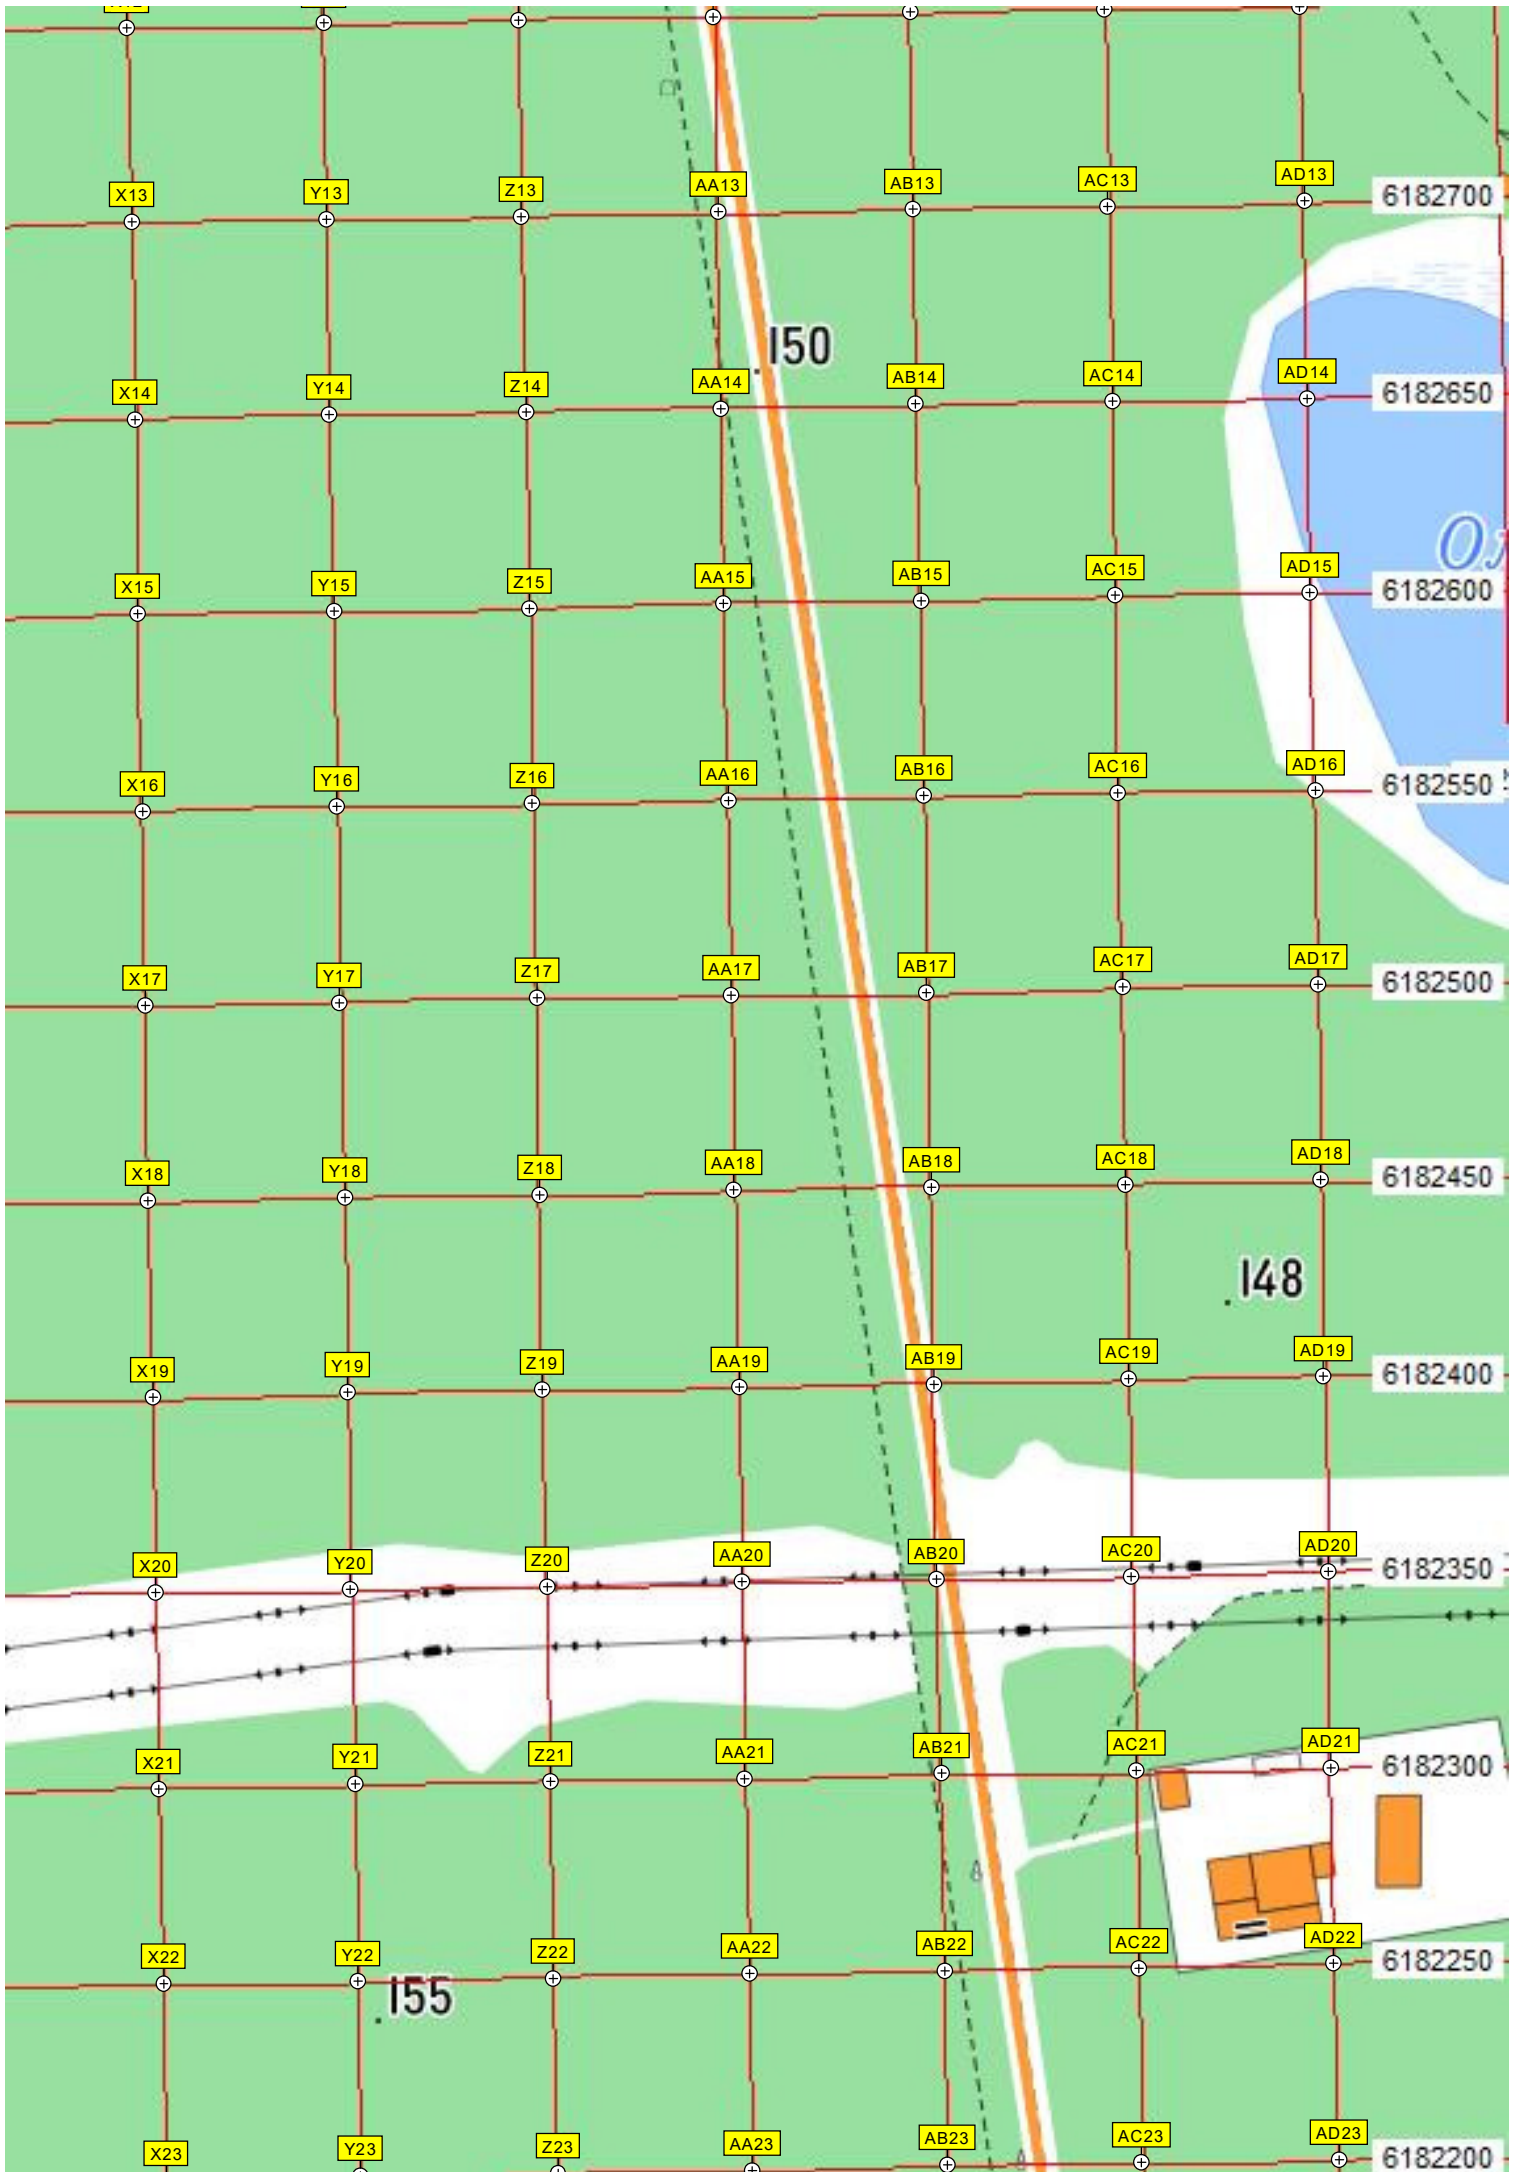 X13 Y13 Z13 AA13 AB13 AC13 AD13 6182700
150
X14 Y14 Z14 AA14 AB14 AC14 AD14 6182650
X15 Y15 Z15 AA15 AB15 AC15 AD15 6182600
X16 Y16 Z16 AA16 AB16 AC16 AD16 6182550
X17 Y17 Z17 AA17 AB17 AC17 AD17 6182500
X18 Y18 Z18 AA18 AB18 AC18 AD18 6182450
148
X19 Y19 Z19 AA19 AB19 AC19 AD19 6182400
X20 Y20 Z20 AA20 AB20 AC20 AD20 6182350
X21 Y21 Z21 AA21 AB21 AC21 AD21 6182300
X22 Y22 Z22 AA22 AB22 AC22 AD22 6182250
155
X23 Y23 Z23 AA23 AB23 AC23 AD23 6182200